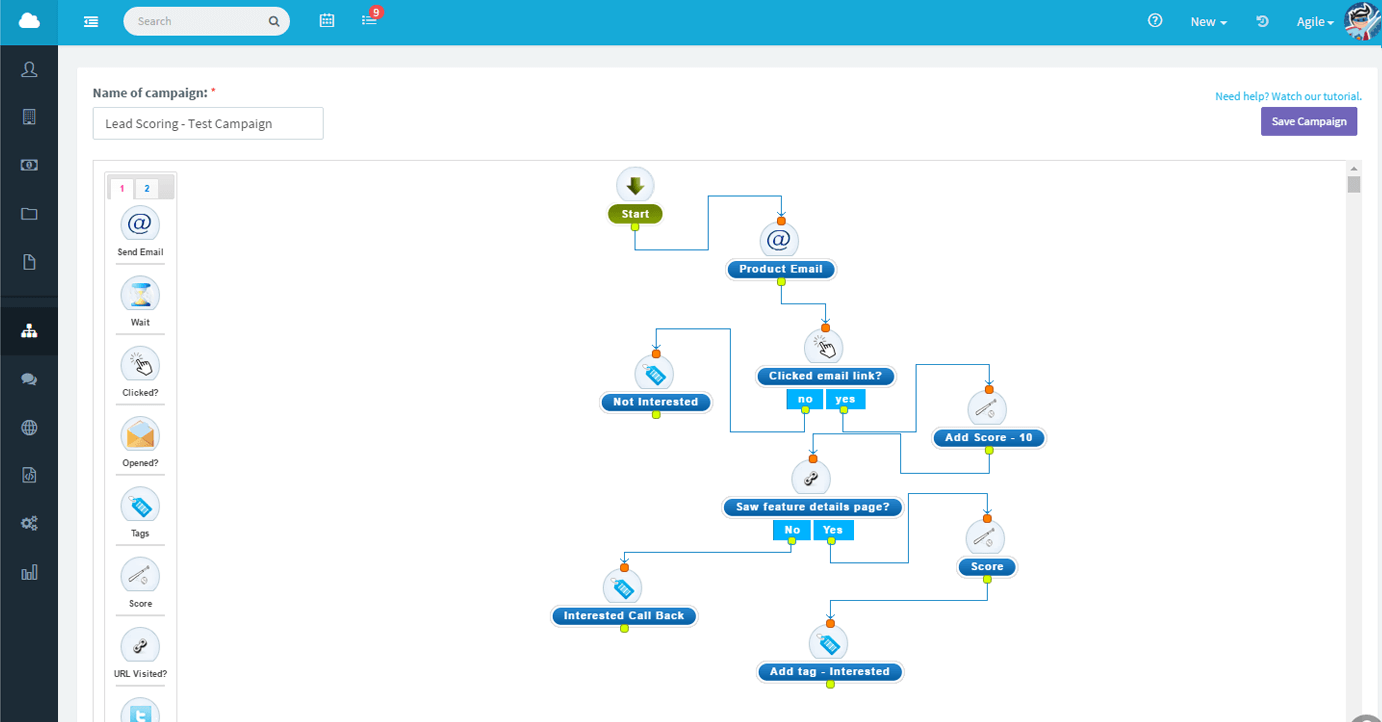 Search
9
New
Agile
Name of campaign: *
Need help? Watch our tutorial.
Lead Scoring - Test Campaign
Save Campaign
1 2
Send Email
Wait
Clicked?
Opened?
Tags
Score
URL Visited?
Start
Product Email
Clicked email link?
no yes
Not Interested
Add Score - 10
Saw feature details page?
No Yes
Score
Interested Call Back
Add tag - Interested